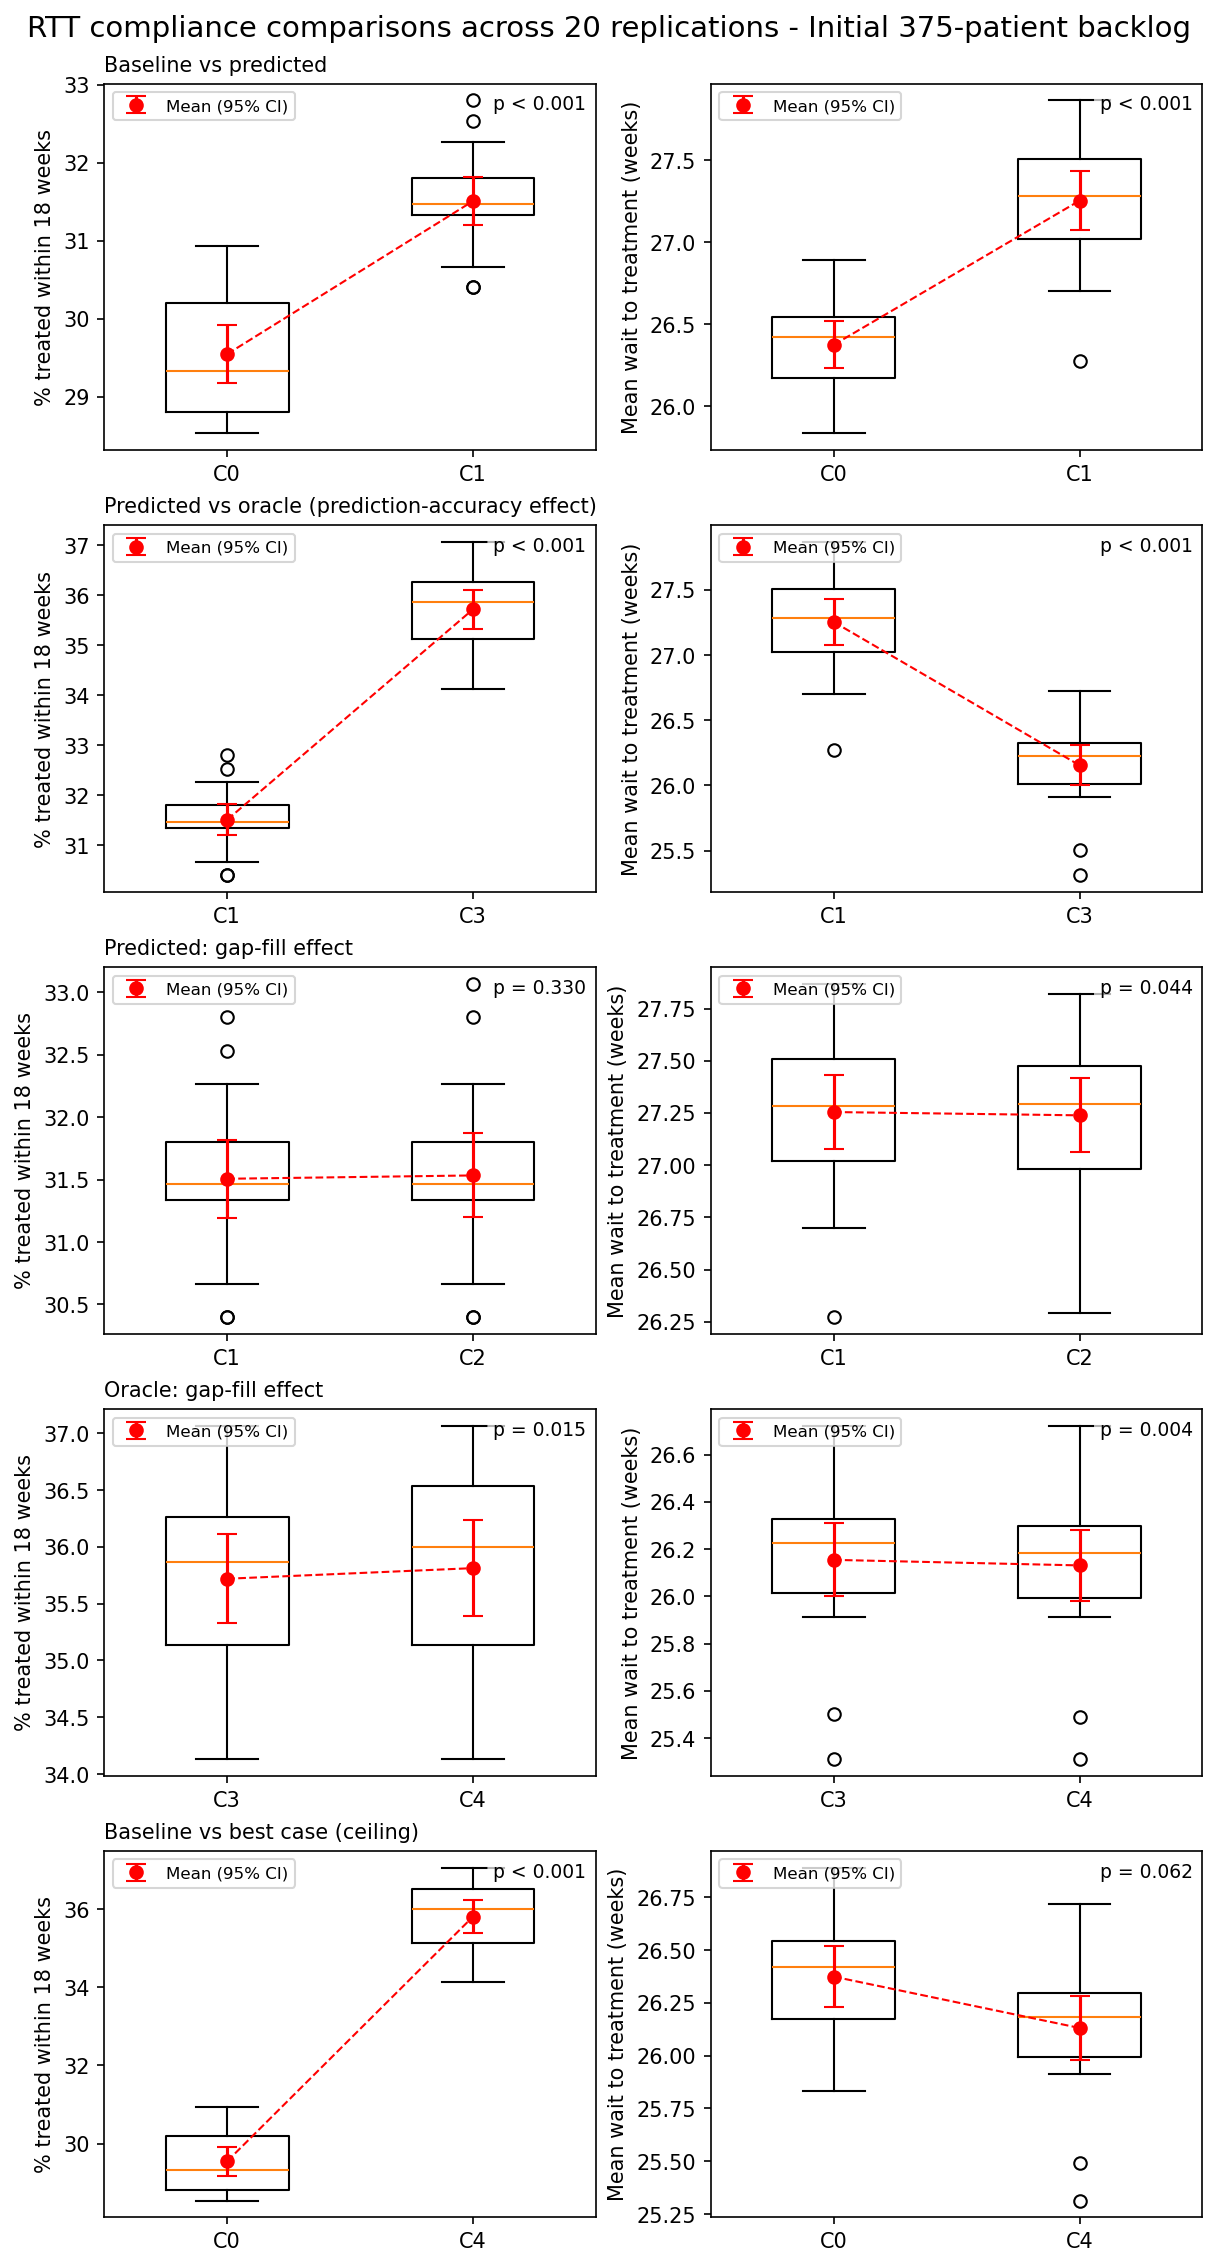 RTT compliance comparisons across 20 replications - Initial 375-patient backlog
Baseline vs predicted
% treated within 18 weeks
33
32
31
30
29
Mean (95% CI)
p < 0.001
C0
C1
Mean wait to treatment (weeks)
27.5
27.0
26.5
26.0
Mean (95% CI)
p < 0.001
C0
C1
Predicted vs oracle (prediction-accuracy effect)
% treated within 18 weeks
37
36
35
34
33
32
31
Mean (95% CI)
p < 0.001
C1
C3
Mean wait to treatment (weeks)
27.5
27.0
26.5
26.0
25.5
Mean (95% CI)
p < 0.001
C1
C3
Predicted: gap-fill effect
% treated within 18 weeks
33.0
32.5
32.0
31.5
31.0
30.5
Mean (95% CI)
p = 0.330
C1
C2
Mean wait to treatment (weeks)
27.75
27.50
27.25
27.00
26.75
26.50
26.25
Mean (95% CI)
p = 0.044
C1
C2
Oracle: gap-fill effect
% treated within 18 weeks
37.0
36.5
36.0
35.5
35.0
34.5
34.0
Mean (95% CI)
p = 0.015
C3
C4
Mean wait to treatment (weeks)
26.6
26.4
26.2
26.0
25.8
25.6
25.4
Mean (95% CI)
p = 0.004
C3
C4
Baseline vs best case (ceiling)
% treated within 18 weeks
36
34
32
30
Mean (95% CI)
p < 0.001
C0
C4
Mean wait to treatment (weeks)
26.75
26.50
26.25
26.00
25.75
25.50
25.25
Mean (95% CI)
p = 0.062
C0
C4